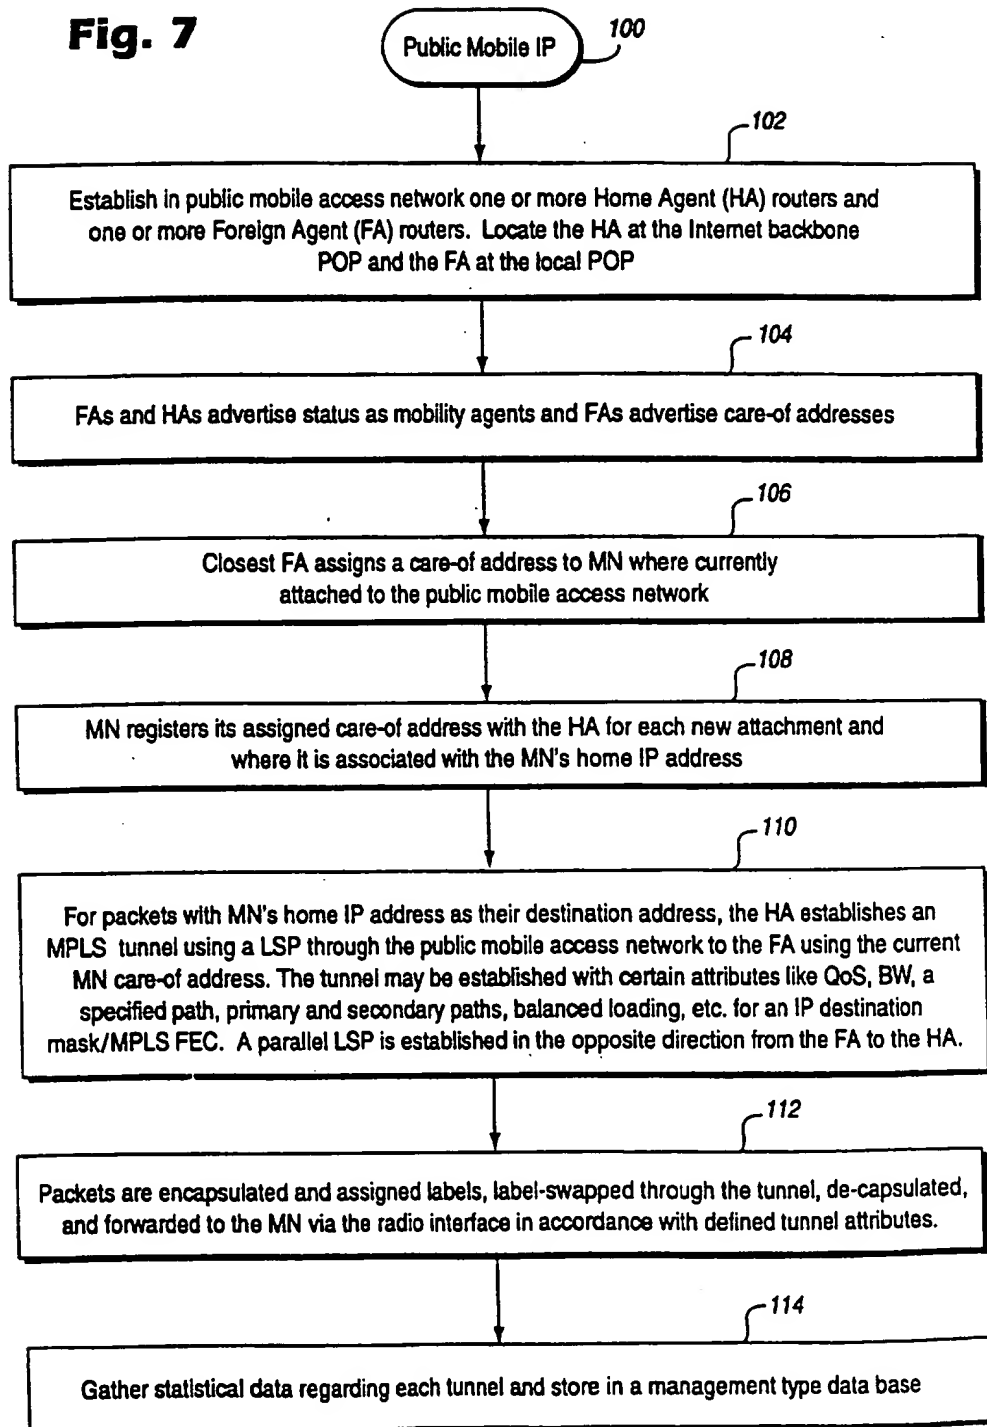 Fig. 7
Public Mobile IP
100
102
Establish in public mobile access network one or more Home Agent (HA) routers and
one or more Foreign Agent (FA) routers. Locate the HA at the Internet backbone
POP and the FA at the local POP
104
FAs and HAs advertise status as mobility agents and FAs advertise care-of addresses
106
Closest FA assigns a care-of address to MN where currently
attached to the public mobile access network
108
MN registers its assigned care-of address with the HA for each new attachment and
where it is associated with the MN's home IP address
110
For packets with MN's home IP address as their destination address, the HA establishes an
MPLS tunnel using a LSP through the public mobile access network to the FA using the current
MN care-of address. The tunnel may be established with certain attributes like QoS, BW, a
specified path, primary and secondary paths, balanced loading, etc. for an IP destination
mask/MPLS FEC. A parallel LSP is established in the opposite direction from the FA to the HA.
112
Packets are encapsulated and assigned labels, label-swapped through the tunnel, de-capsulated,
and forwarded to the MN via the radio interface in accordance with defined tunnel attributes.
114
Gather statistical data regarding each tunnel and store in a management type data base